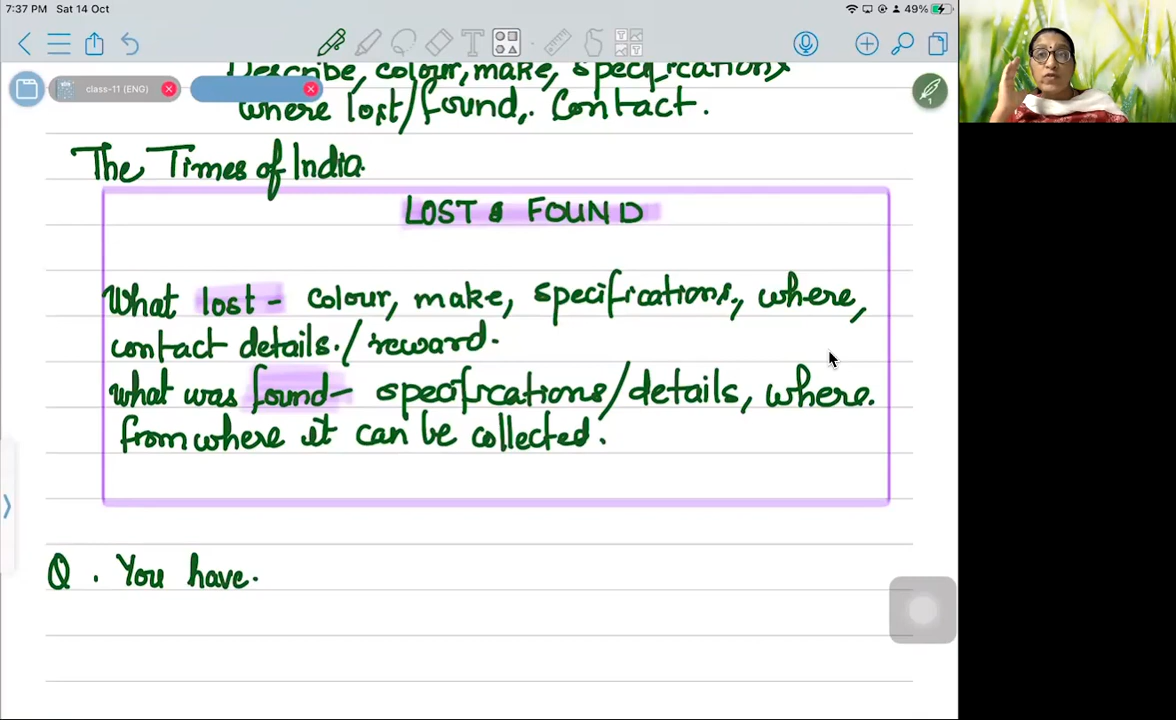 7:37 PM Sat 14 Oct
49%
class-11 (ENG)
1
Describe, colour, make, specifications
where lost/found,. Contact.
The Times of India.
LOST & FOUND
What lost - colour, make, specifications, where,
contact details./reward.
What was found- specifications/details, where.
from where it can be collected.
Q. You have.